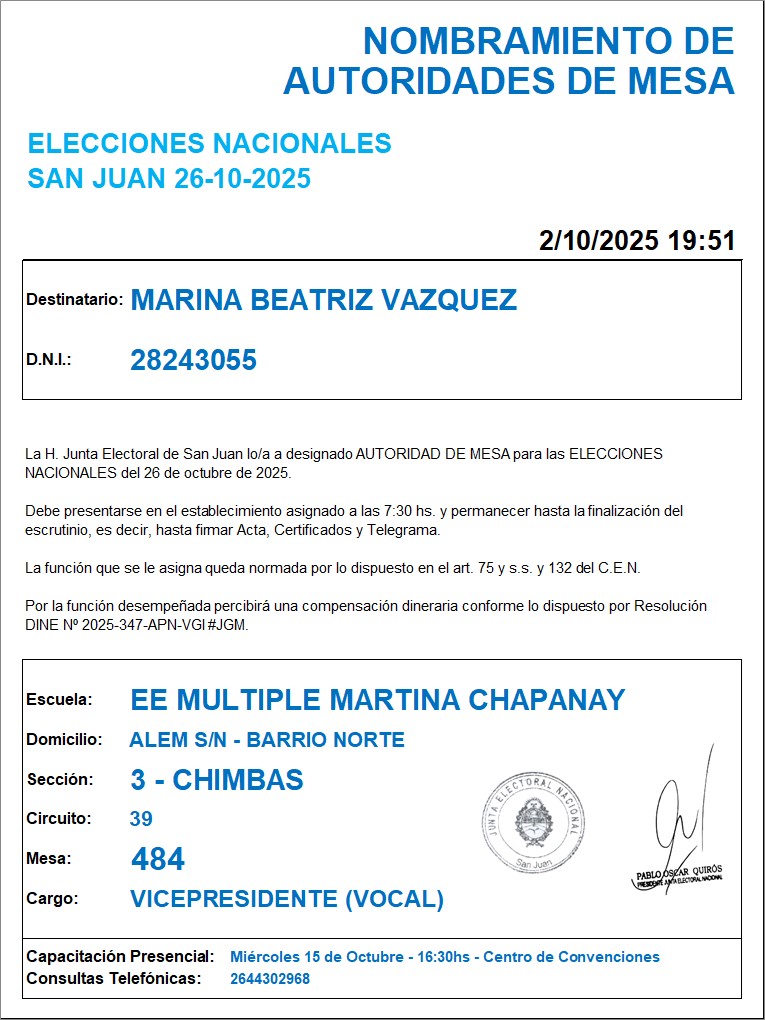 NOMBRAMIENTO DE
AUTORIDADES DE MESA
ELECCIONES NACIONALES
SAN JUAN 26-10-2025
2/10/2025 19:51
Destinatario: MARINA BEATRIZ VAZQUEZ
D.N.I.: 28243055
La H. Junta Electoral de San Juan lo/a a designado AUTORIDAD DE MESA para las ELECCIONES
NACIONALES del 26 de octubre de 2025.
Debe presentarse en el establecimiento asignado a las 7:30 hs. y permanecer hasta la finalización del
escrutinio, es decir, hasta firmar Acta, Certificados y Telegrama.
La función que se le asigna queda normada por lo dispuesto en el art. 75 y s.s. y 132 del C.E.N.
Por la función desempeñada percibirá una compensación dineraria conforme lo dispuesto por Resolución
DINE Nº 2025-347-APN-VGI#JGM.
Escuela: EE MULTIPLE MARTINA CHAPANAY
Domicilio: ALEM S/N - BARRIO NORTE
Sección: 3 - CHIMBAS
Circuito: 39
Mesa: 484
Cargo: VICEPRESIDENTE (VOCAL)
JUNTA ELECTORAL NACIONAL
San Juan
PABLO OSCAR QUIRÓS
PRESIDENTE JUNTA ELECTORAL NACIONAL
Capacitación Presencial: Miércoles 15 de Octubre - 16:30hs - Centro de Convenciones
Consultas Telefónicas: 2644302968